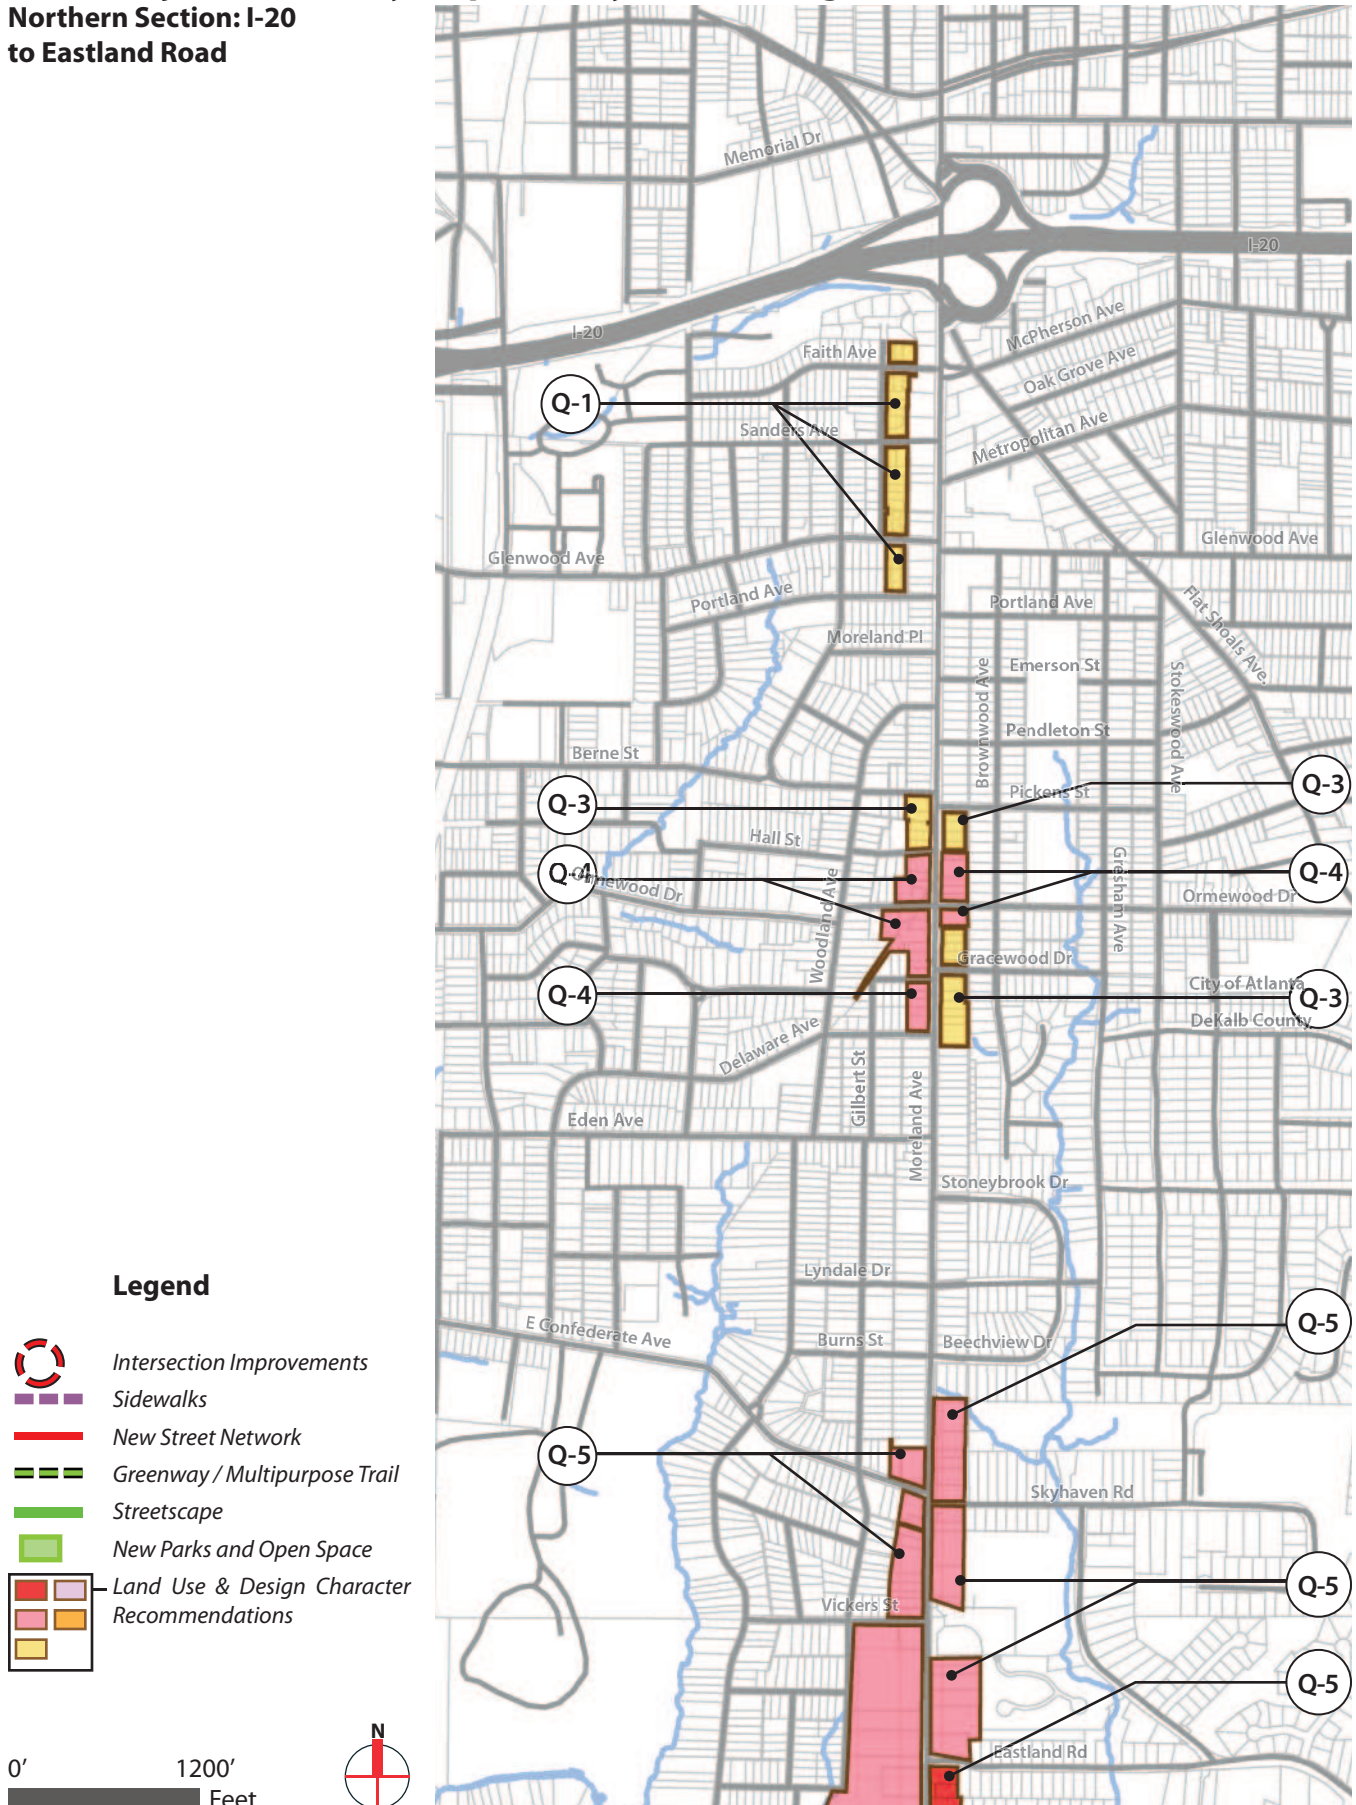 Northern Section: I-20
to Eastland Road
Memorial Dr
I-20
I-20
McPherson Ave
Faith Ave
Oak Grove Ave
Q-1
Sanders Ave
Metropolitan Ave
Glenwood Ave
Glenwood Ave
Portland Ave
Portland Ave
Flat Shoals Ave.
Moreland Pl
Emerson St
Brownwood Ave
Stokeswood Ave
Pendleton St
Berne St
Q-3
Pickens St
Q-3
Hall St
Q-4
Ormewood Dr
Woodland Ave
Gresham Ave
Q-4
Ormewood Dr
Gracewood Dr
Q-4
City of Atlanta
Q-3
DeKalb County
Delaware Ave
Gilbert St
Moreland Ave
Eden Ave
Stoneybrook Dr
Lyndale Dr
E Confederate Ave
Burns St
Beechview Dr
Q-5
Q-5
Skyhaven Rd
Vickers St
Q-5
Q-5
Eastland Rd
Legend
Intersection Improvements
Sidewalks
New Street Network
Greenway / Multipurpose Trail
Streetscape
New Parks and Open Space
Land Use & Design Character
Recommendations
N
0' 1200'
Feet